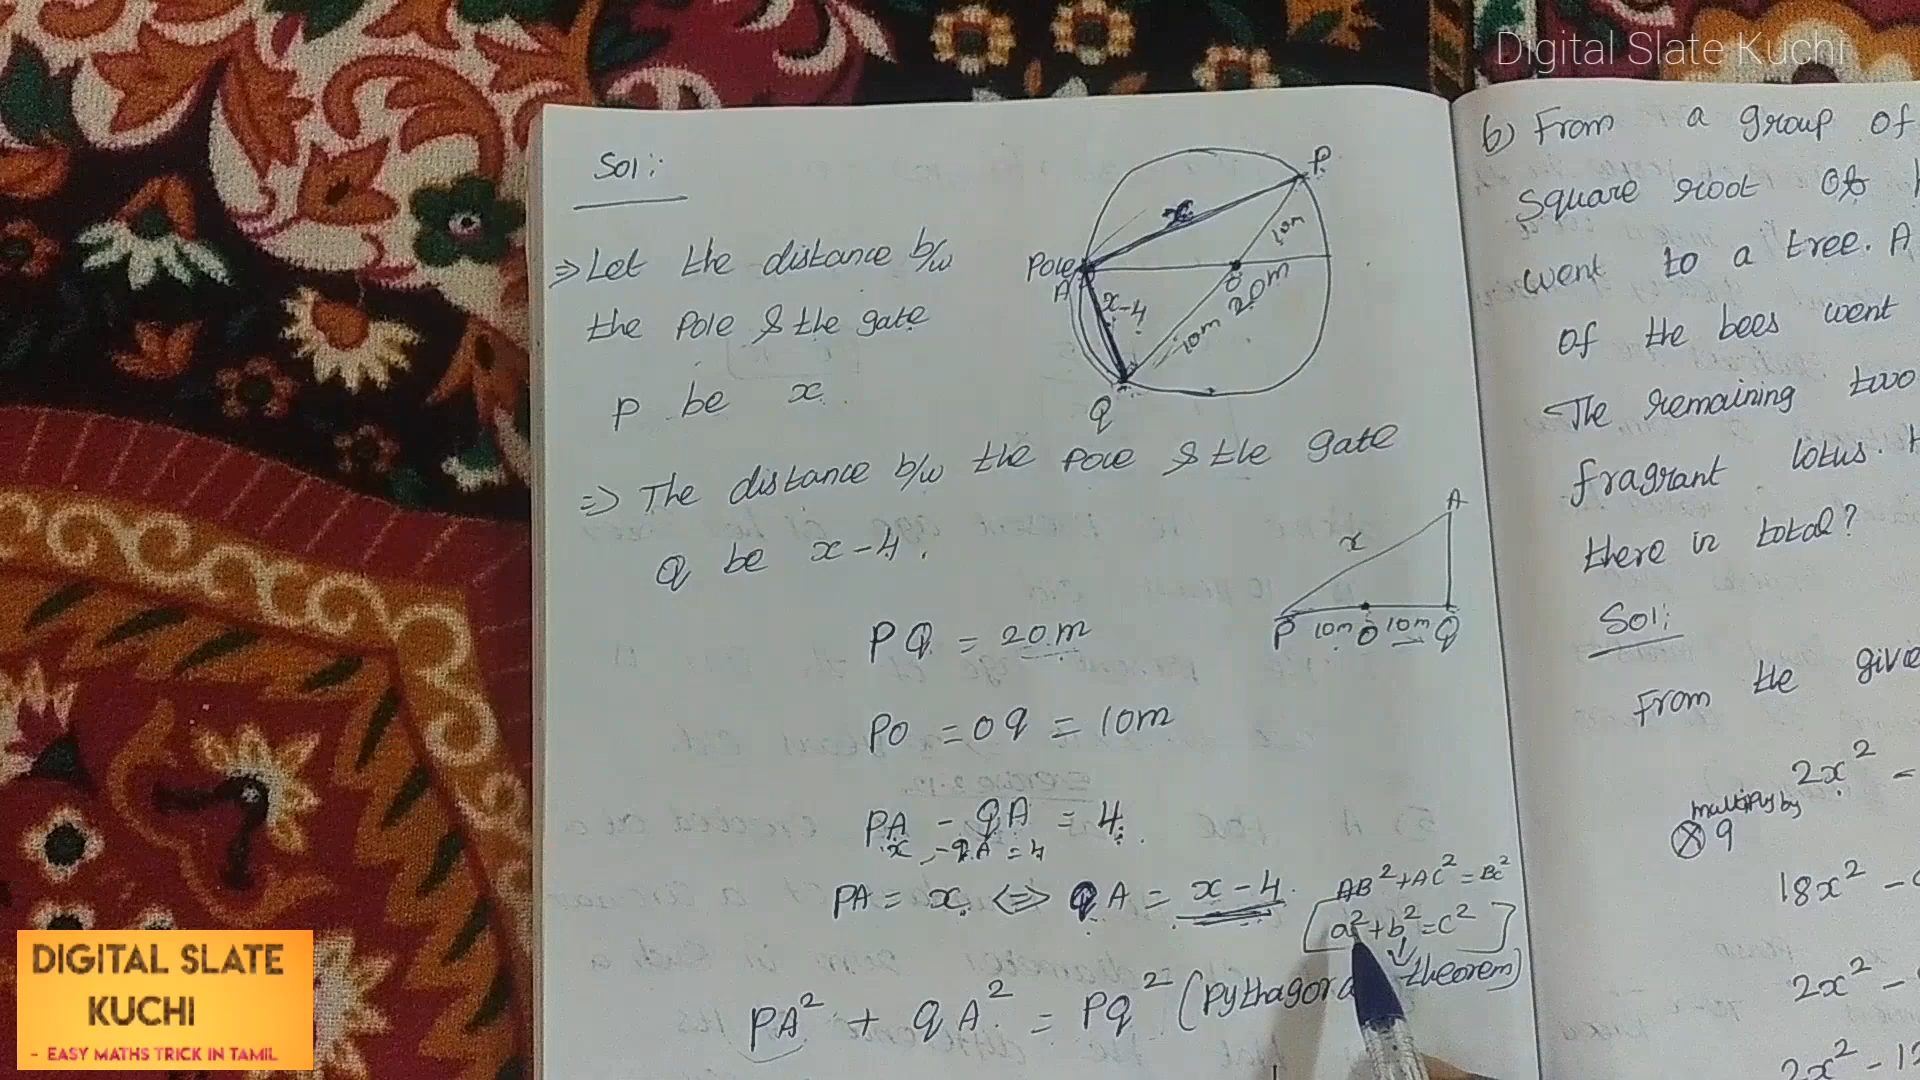 Digital Slate Kuchi
Sol:
P
x
10m
Pole
A
O
20m
x-4
10m
Q
⇒ Let the distance b/w
the Pole & the gate
P be x.
⇒ The distance b/w the pole & the gate
Q be x-4.
A
x
P 10m O 10m Q
PQ = 20m
PO = OQ = 10m
PA - QA = 4.
x - QA = 4
PA = x. <=> QA = x-4.
AB² + AC² = BC²
[a² + b² = c²]
PA² + QA² = PQ² (Pythagora theorem)
b) From a group of
square root of
went to a tree. A
of the bees went
The remaining two
fragrant lotus. H
there in total?
Sol:
From the give
2x² -
multiply by
⊗ 9
18x² -
2x² -
2x² - 1
DIGITAL SLATE
KUCHI
- EASY MATHS TRICK IN TAMIL